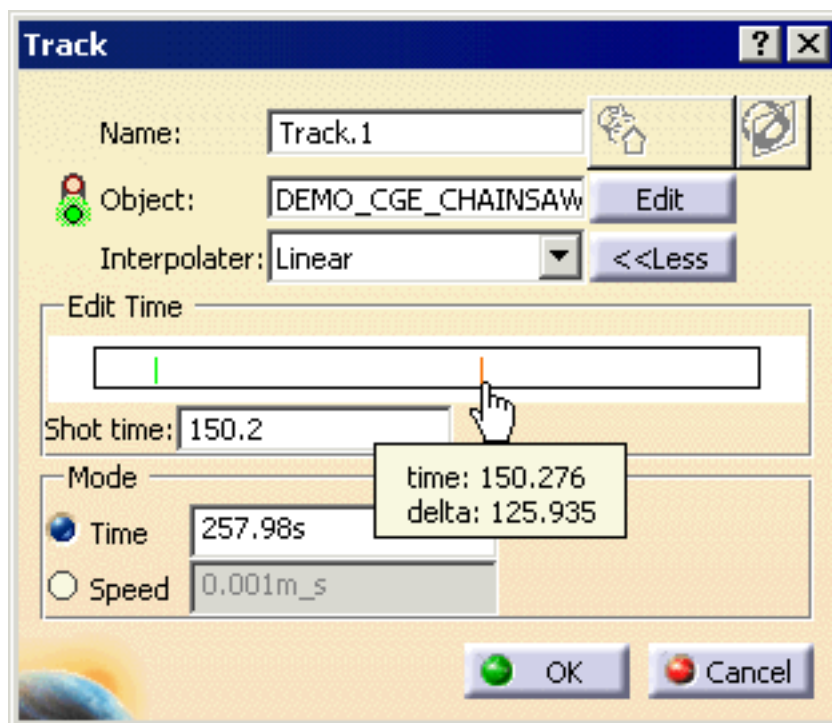 Track
Name: Track.1
Object: DEMO_CGE_CHAINSAW Edit
Interpolater: Linear <<Less
Edit Time
Shot time: 150.2
time: 150.276
delta: 125.935
Mode
Time 257.98s
Speed 0.001m_s
OK Cancel